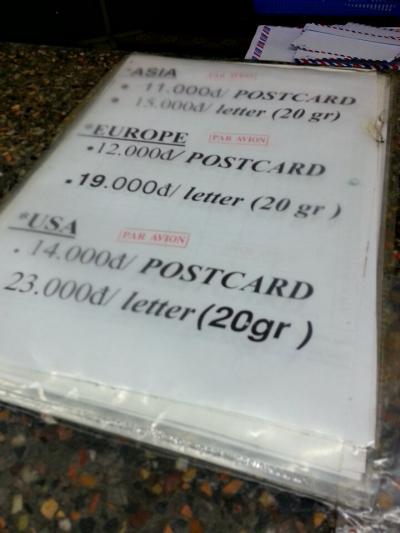 *ASIA PAR AVION
• 11.000đ/ POSTCARD
• 15.000đ/ letter (20 gr)
*EUROPE PAR AVION
•12.000đ/ POSTCARD
•19.000đ/ letter (20 gr )
*USA PAR AVION
• 14.000đ/ POSTCARD
23.000đ/ letter (20gr )